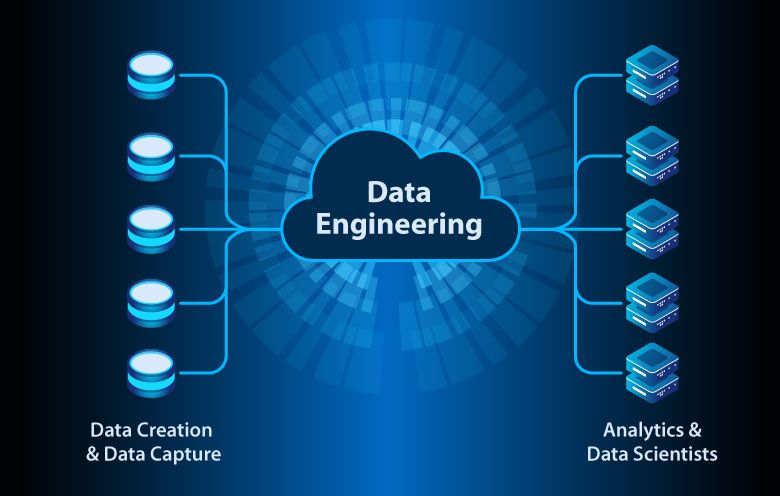 Data
Engineering
Data Creation
& Data Capture
Analytics &
Data Scientists